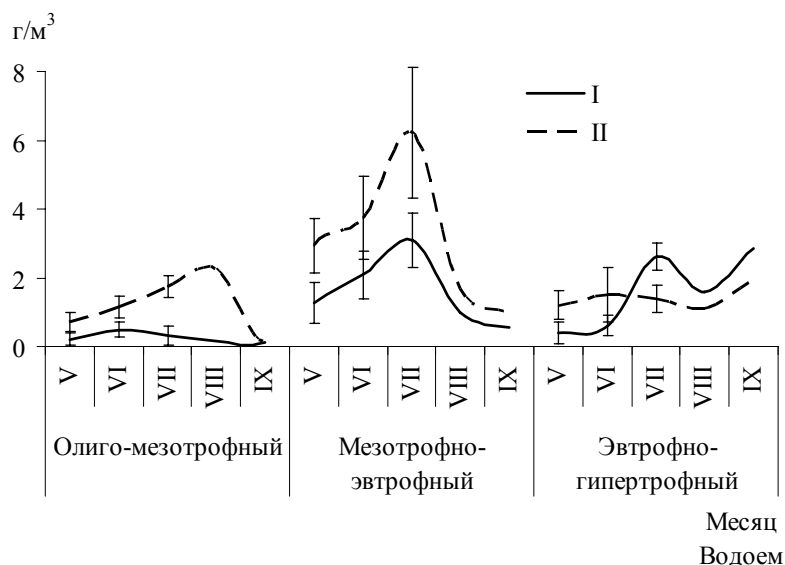 г/м³
8
6
4
2
0
I
II
V VI VII VIII IX V VI VII VIII IX V VI VII VIII IX
Олиго-мезотрофный Мезотрофно- Эвтрофно-
эвтрофный гипертрофный
Месяц
Водоем